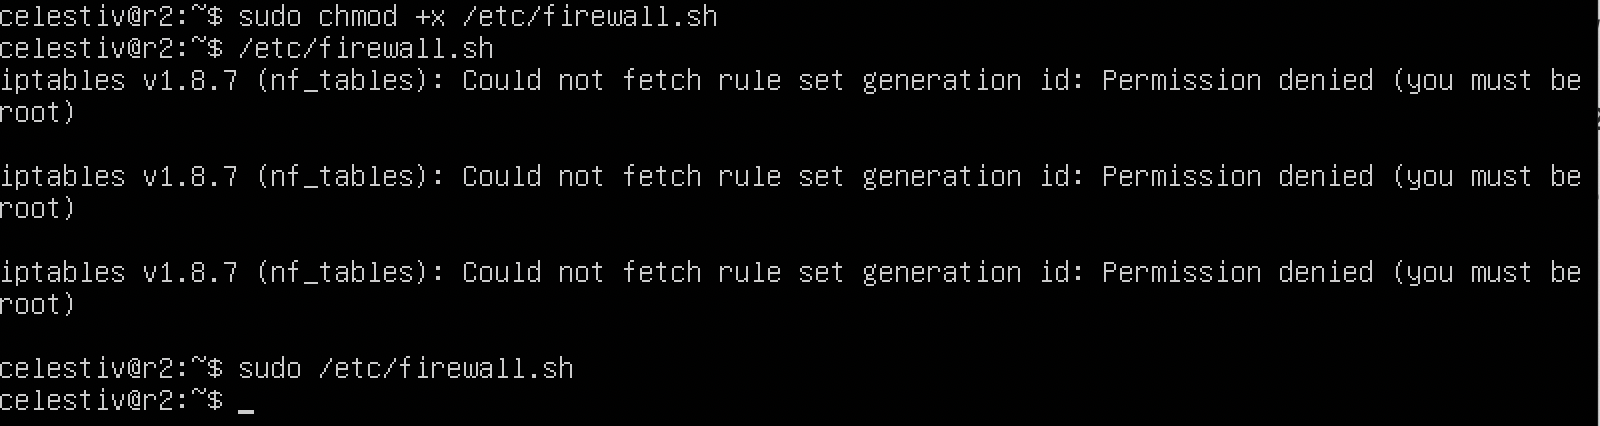 celestiv@r2:~$ sudo chmod +x /etc/firewall.sh
celestiv@r2:~$ /etc/firewall.sh
iptables v1.8.7 (nf_tables): Could not fetch rule set generation id: Permission denied (you must be
root)
iptables v1.8.7 (nf_tables): Could not fetch rule set generation id: Permission denied (you must be
root)
iptables v1.8.7 (nf_tables): Could not fetch rule set generation id: Permission denied (you must be
root)
celestiv@r2:~$ sudo /etc/firewall.sh
celestiv@r2:~$ _